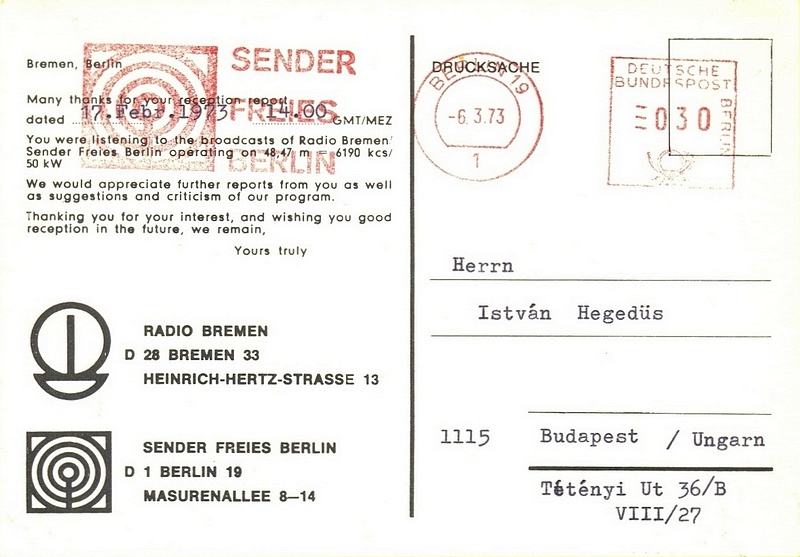 Bremen, Berlin
SENDER
FREIES
BERLIN
Many thanks for your reception report
dated 17.Febr.1973 14.00 GMT/MEZ
You were listening to the broadcasts of Radio Bremen/
Sender Freies Berlin operating on 48,47 m = 6190 kcs/
50 kW
We would appreciate further reports from you as well
as suggestions and criticism of our program.
Thanking you for your interest, and wishing you good
reception in the future, we remain,
Yours truly
RADIO BREMEN
D 28 BREMEN 33
HEINRICH-HERTZ-STRASSE 13
SENDER FREIES BERLIN
D 1 BERLIN 19
MASURENALLEE 8—14
DRUCKSACHE
BERLIN 19
-6.3.73
1
DEUTSCHE
BUNDESPOST
030
BERLIN
Herrn
István Hegedüs
1115 Budapest / Ungarn
Tétényi Ut 36/B
VIII/27